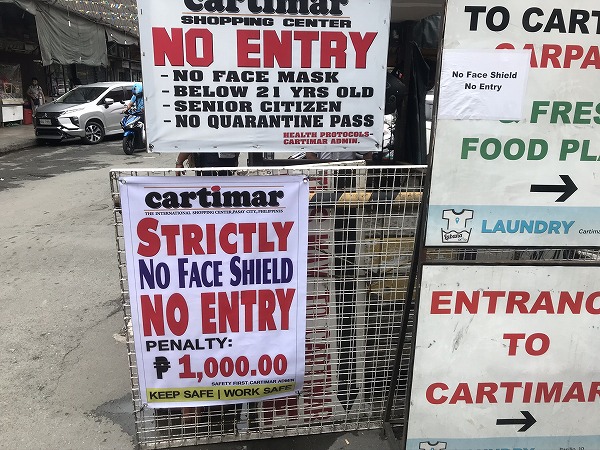 cartimar
SHOPPING CENTER
NO ENTRY
- NO FACE MASK
- BELOW 21 YRS OLD
- SENIOR CITIZEN
- NO QUARANTINE PASS
HEALTH PROTOCOLS-
CARTIMAR ADMIN.
cartimar
THE INTERNATIONAL SHOPPING CENTER, PASAY CITY, PHILIPPINES
STRICTLY
NO FACE SHIELD
NO ENTRY
PENALTY:
₱ 1,000.00
SAFETY FIRST-CARTIMAR ADMIN
KEEP SAFE | WORK SAFE
TO CART
CARPA
No Face Shield
No Entry
& FRES
FOOD PLA
LAUNDRY
ENTRANC
TO
CARTIMAR
LAUNDRY